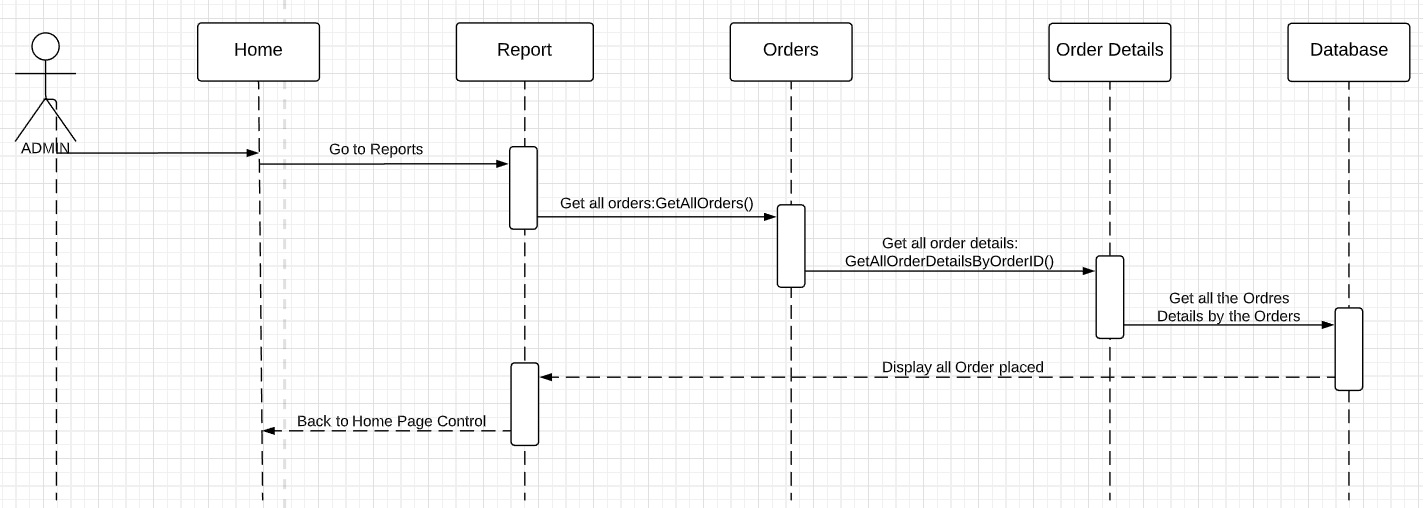 Home
Report
Orders
Order Details
Database
ADMIN
Go to Reports
Get all orders:GetAllOrders()
Get all order details:
GetAllOrderDetailsByOrderID()
Get all the Ordres
Details by the Orders
Display all Order placed
Back to Home Page Control